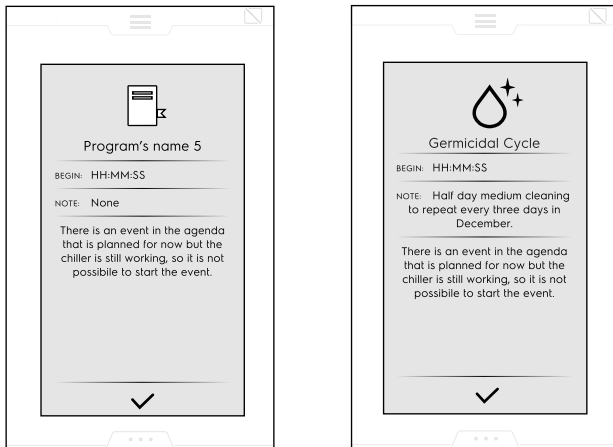 Program's name 5
BEGIN: HH:MM:SS
NOTE: None
There is an event in the agenda
that is planned for now but the
chiller is still working, so it is not
possibile to start the event.
Germicidal Cycle
BEGIN: HH:MM:SS
NOTE: Half day medium cleaning
to repeat every three days in
December.
There is an event in the agenda
that is planned for now but the
chiller is still working, so it is not
possibile to start the event.